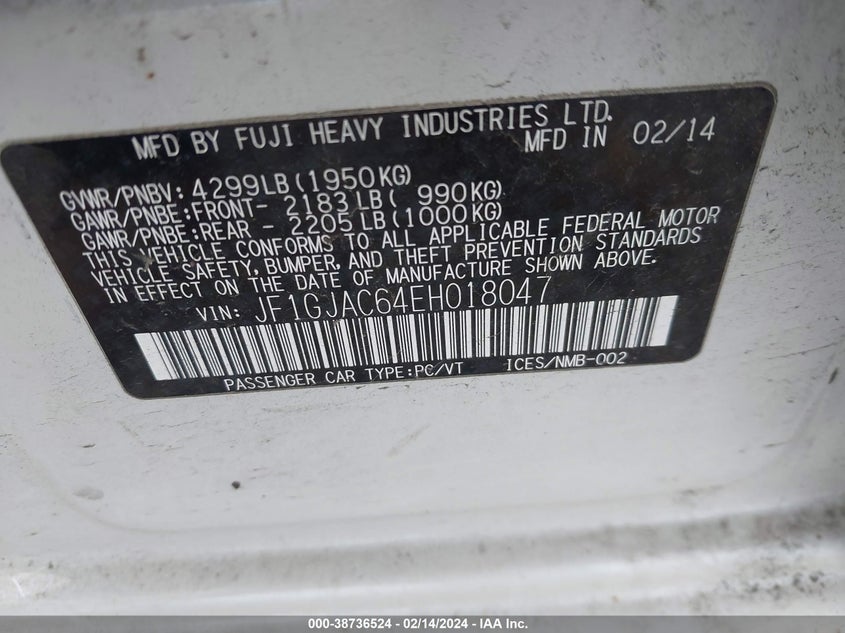 MFD BY FUJI HEAVY INDUSTRIES LTD.
MFD IN 02/14
GVWR/PNBV: 4299LB(1950KG)
GAWR/PNBE:FRONT- 2183LB( 990KG)
GAWR/PNBE:REAR - 2205LB(1000KG)
THIS VEHICLE CONFORMS TO ALL APPLICABLE FEDERAL MOTOR
VEHICLE SAFETY, BUMPER, AND THEFT PREVENTION STANDARDS
IN EFFECT ON THE DATE OF MANUFACTURE SHOWN ABOVE.
VIN: JF1GJAC64EH018047
PASSENGER CAR TYPE:PC/VT ICES/NMB-002
000-38736524 - 02/14/2024 - IAA Inc.